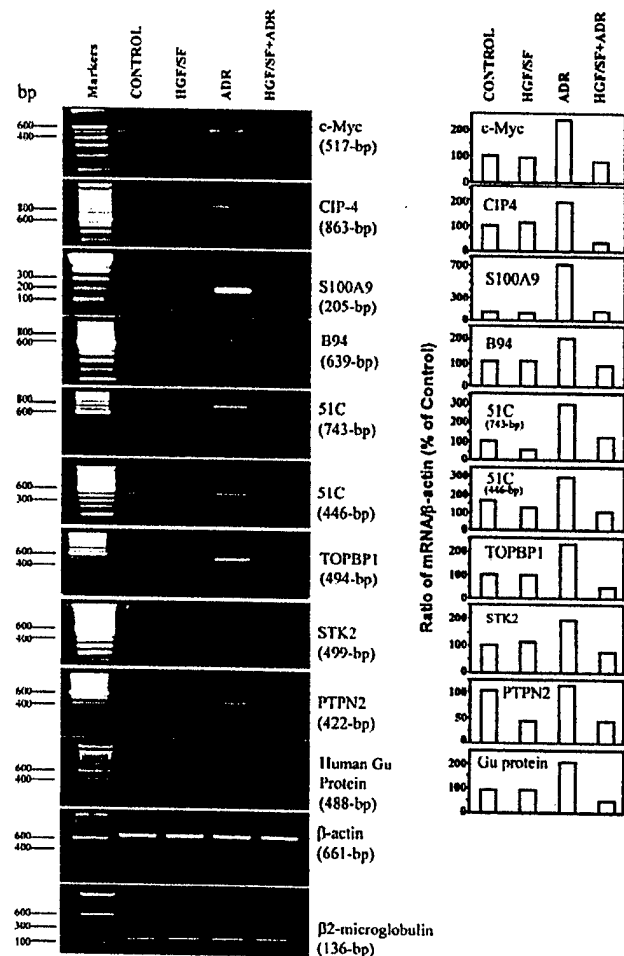 Markers
CONTROL
HGF/SF
ADR
HGF/SF+ADR
bp
600
400
c-Myc
(517-bp)
800
600
CIP-4
(863-bp)
300
200
100
S100A9
(205-bp)
800
600
B94
(639-bp)
800
600
51C
(743-bp)
600
300
51C
(446-bp)
600
400
TOPBP1
(494-bp)
600
400
STK2
(499-bp)
600
400
PTPN2
(422-bp)
600
400
Human Gu
Protein
(488-bp)
600
400
β-actin
(661-bp)
600
300
100
β2-microglobulin
(136-bp)
CONTROL
HGF/SF
ADR
HGF/SF+ADR
Ratio of mRNA/β-actin (% of Control)
c-Myc
200
100
0
CIP4
200
100
0
S100A9
700
300
0
B94
200
100
0
51C
(743-bp)
300
200
100
0
51C
(446-bp)
300
200
100
0
TOPBP1
200
100
0
STK2
200
100
0
PTPN2
100
50
0
Gu protein
200
100
0